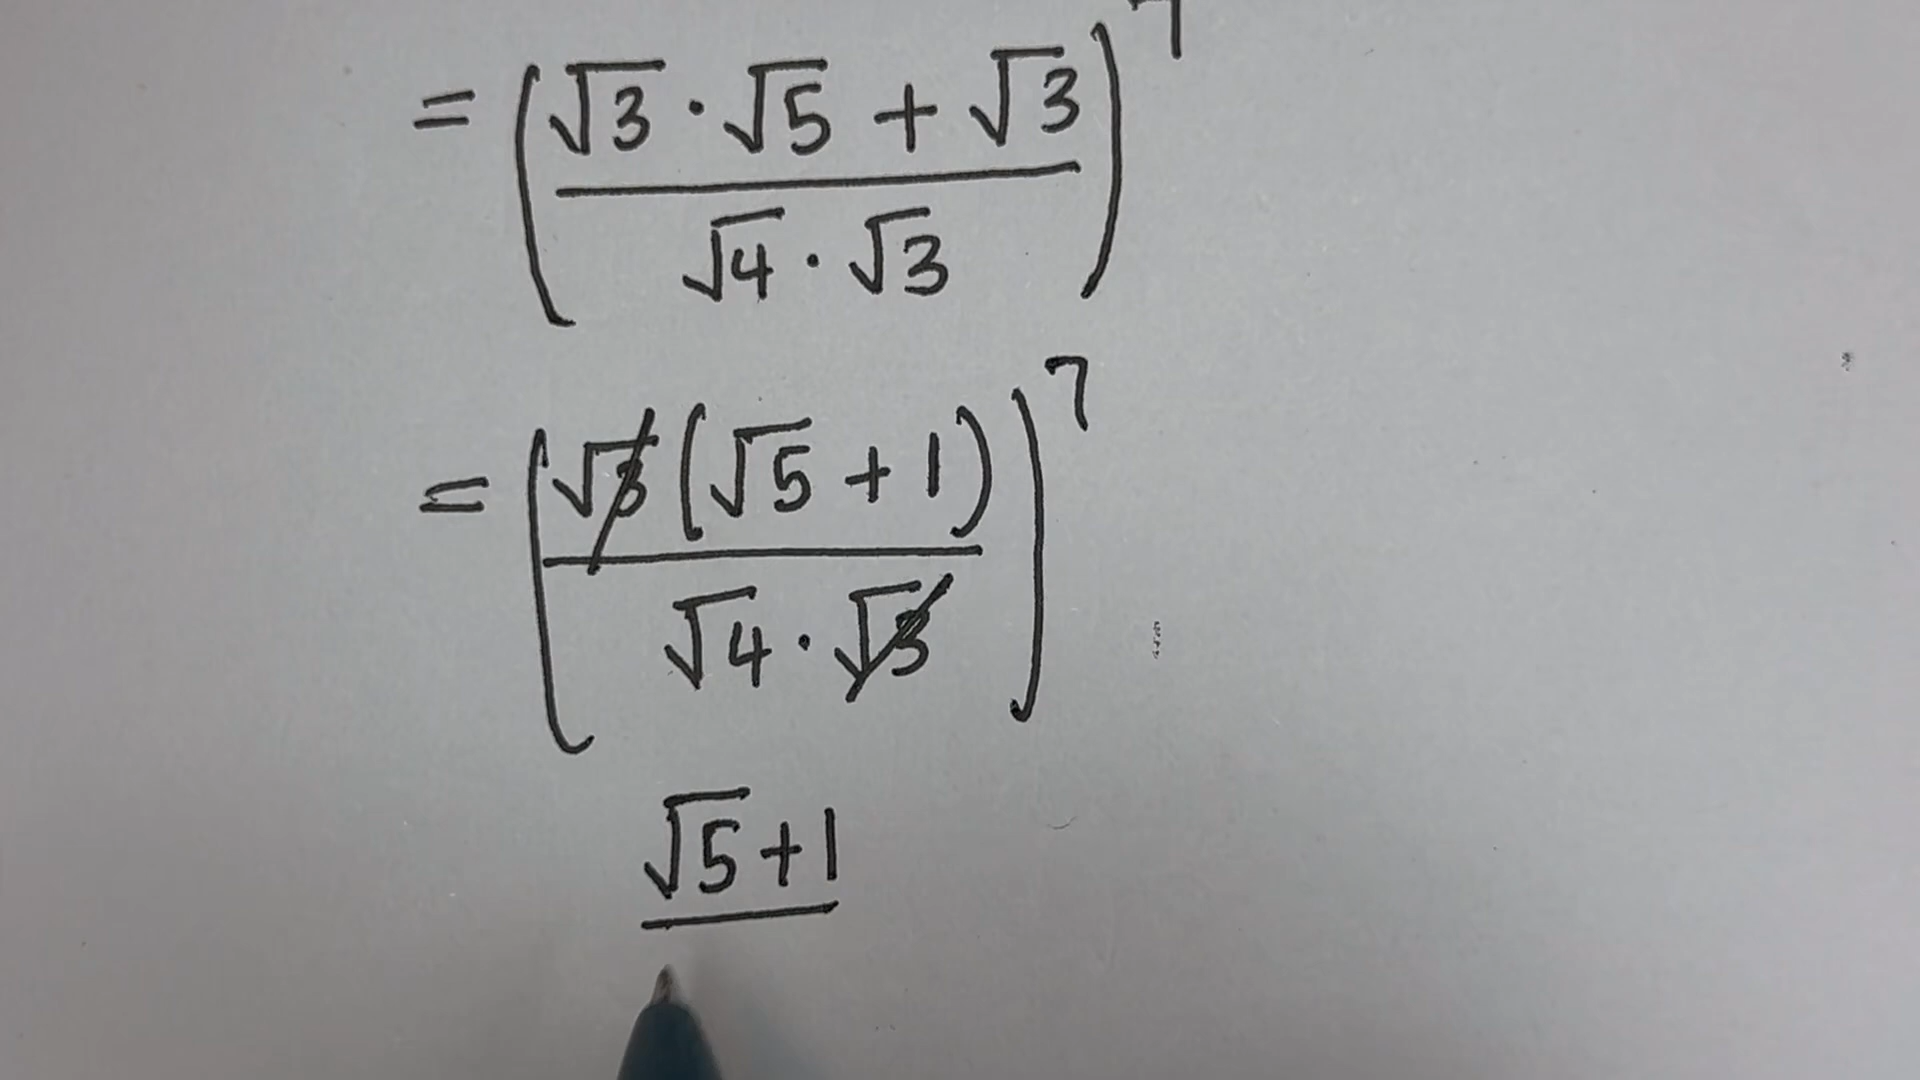 = (√3 · √5 + √3 / √4 · √3)^7
= (√3 (√5 + 1) / √4 · √3)^7
√5 + 1